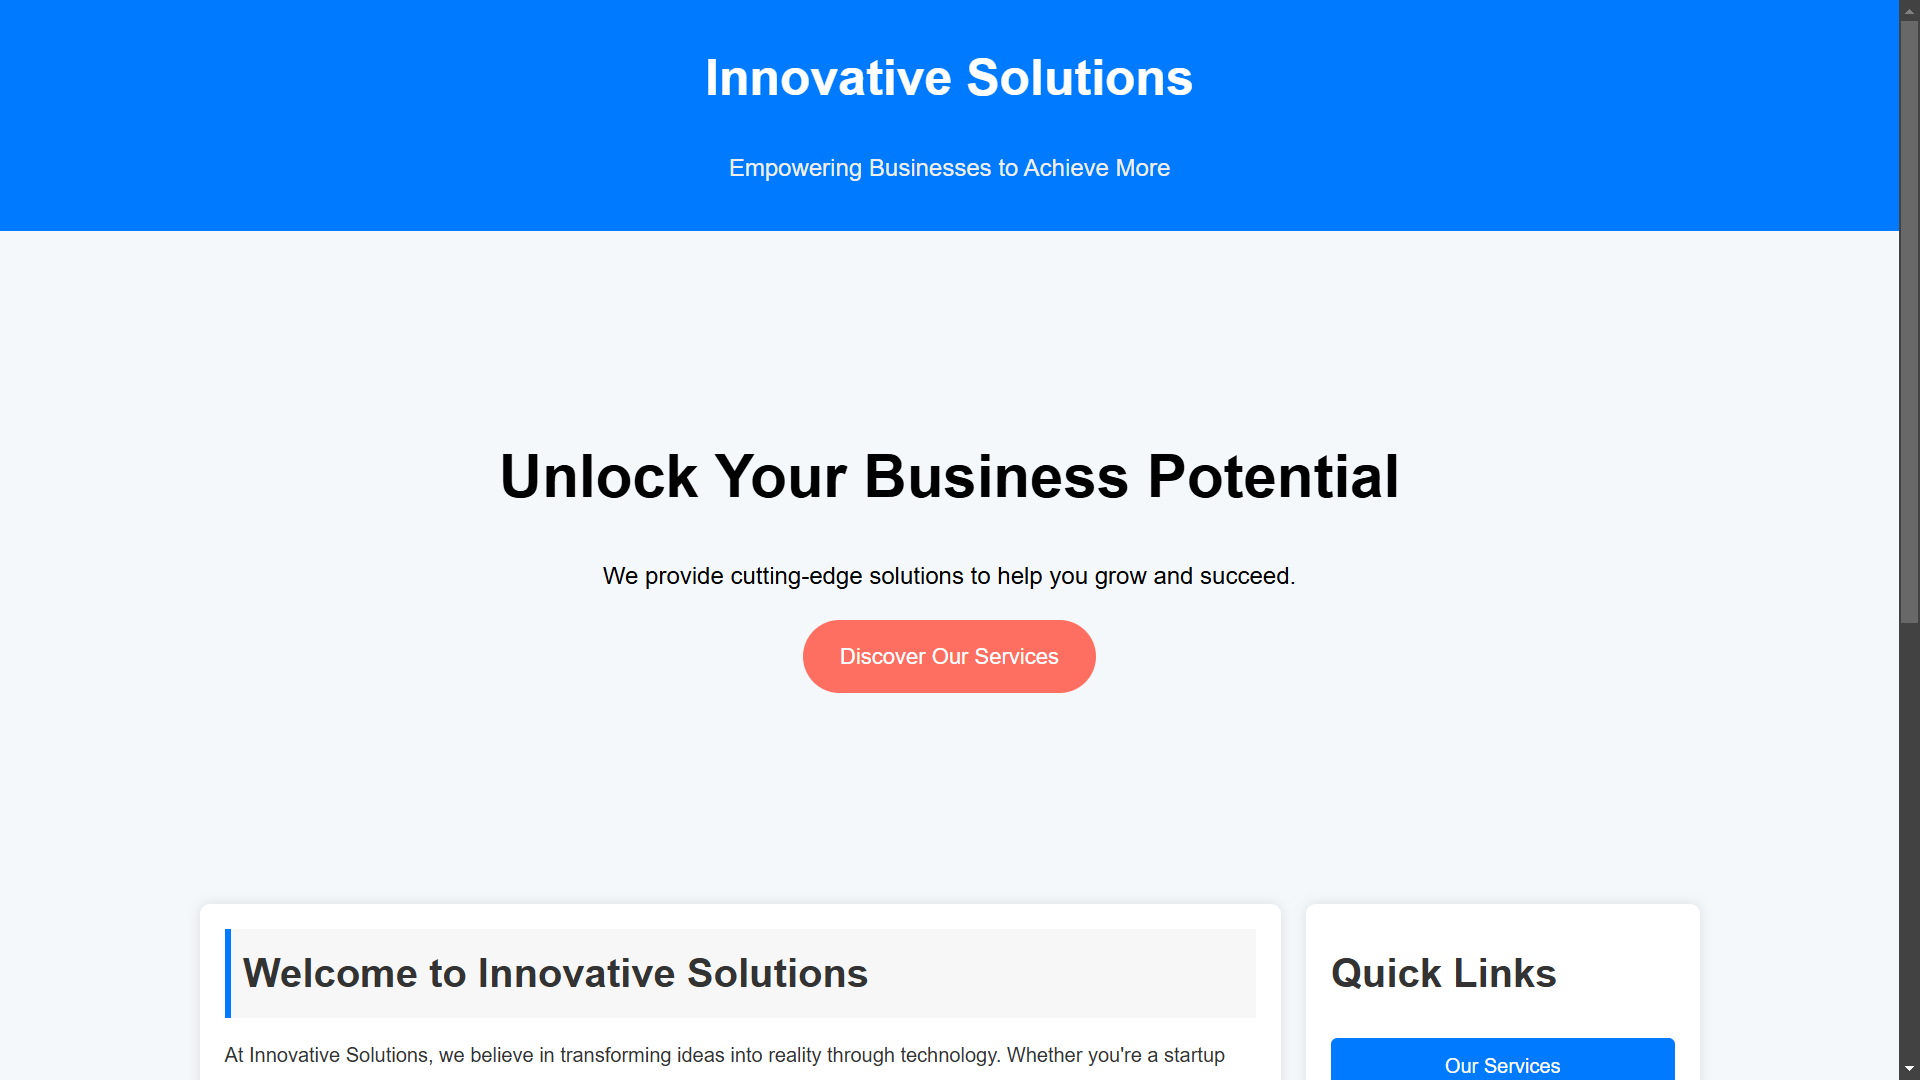 Innovative Solutions
Empowering Businesses to Achieve More
Unlock Your Business Potential
We provide cutting-edge solutions to help you grow and succeed.
Discover Our Services
Welcome to Innovative Solutions
At Innovative Solutions, we believe in transforming ideas into reality through technology. Whether you're a startup
Quick Links
Our Services